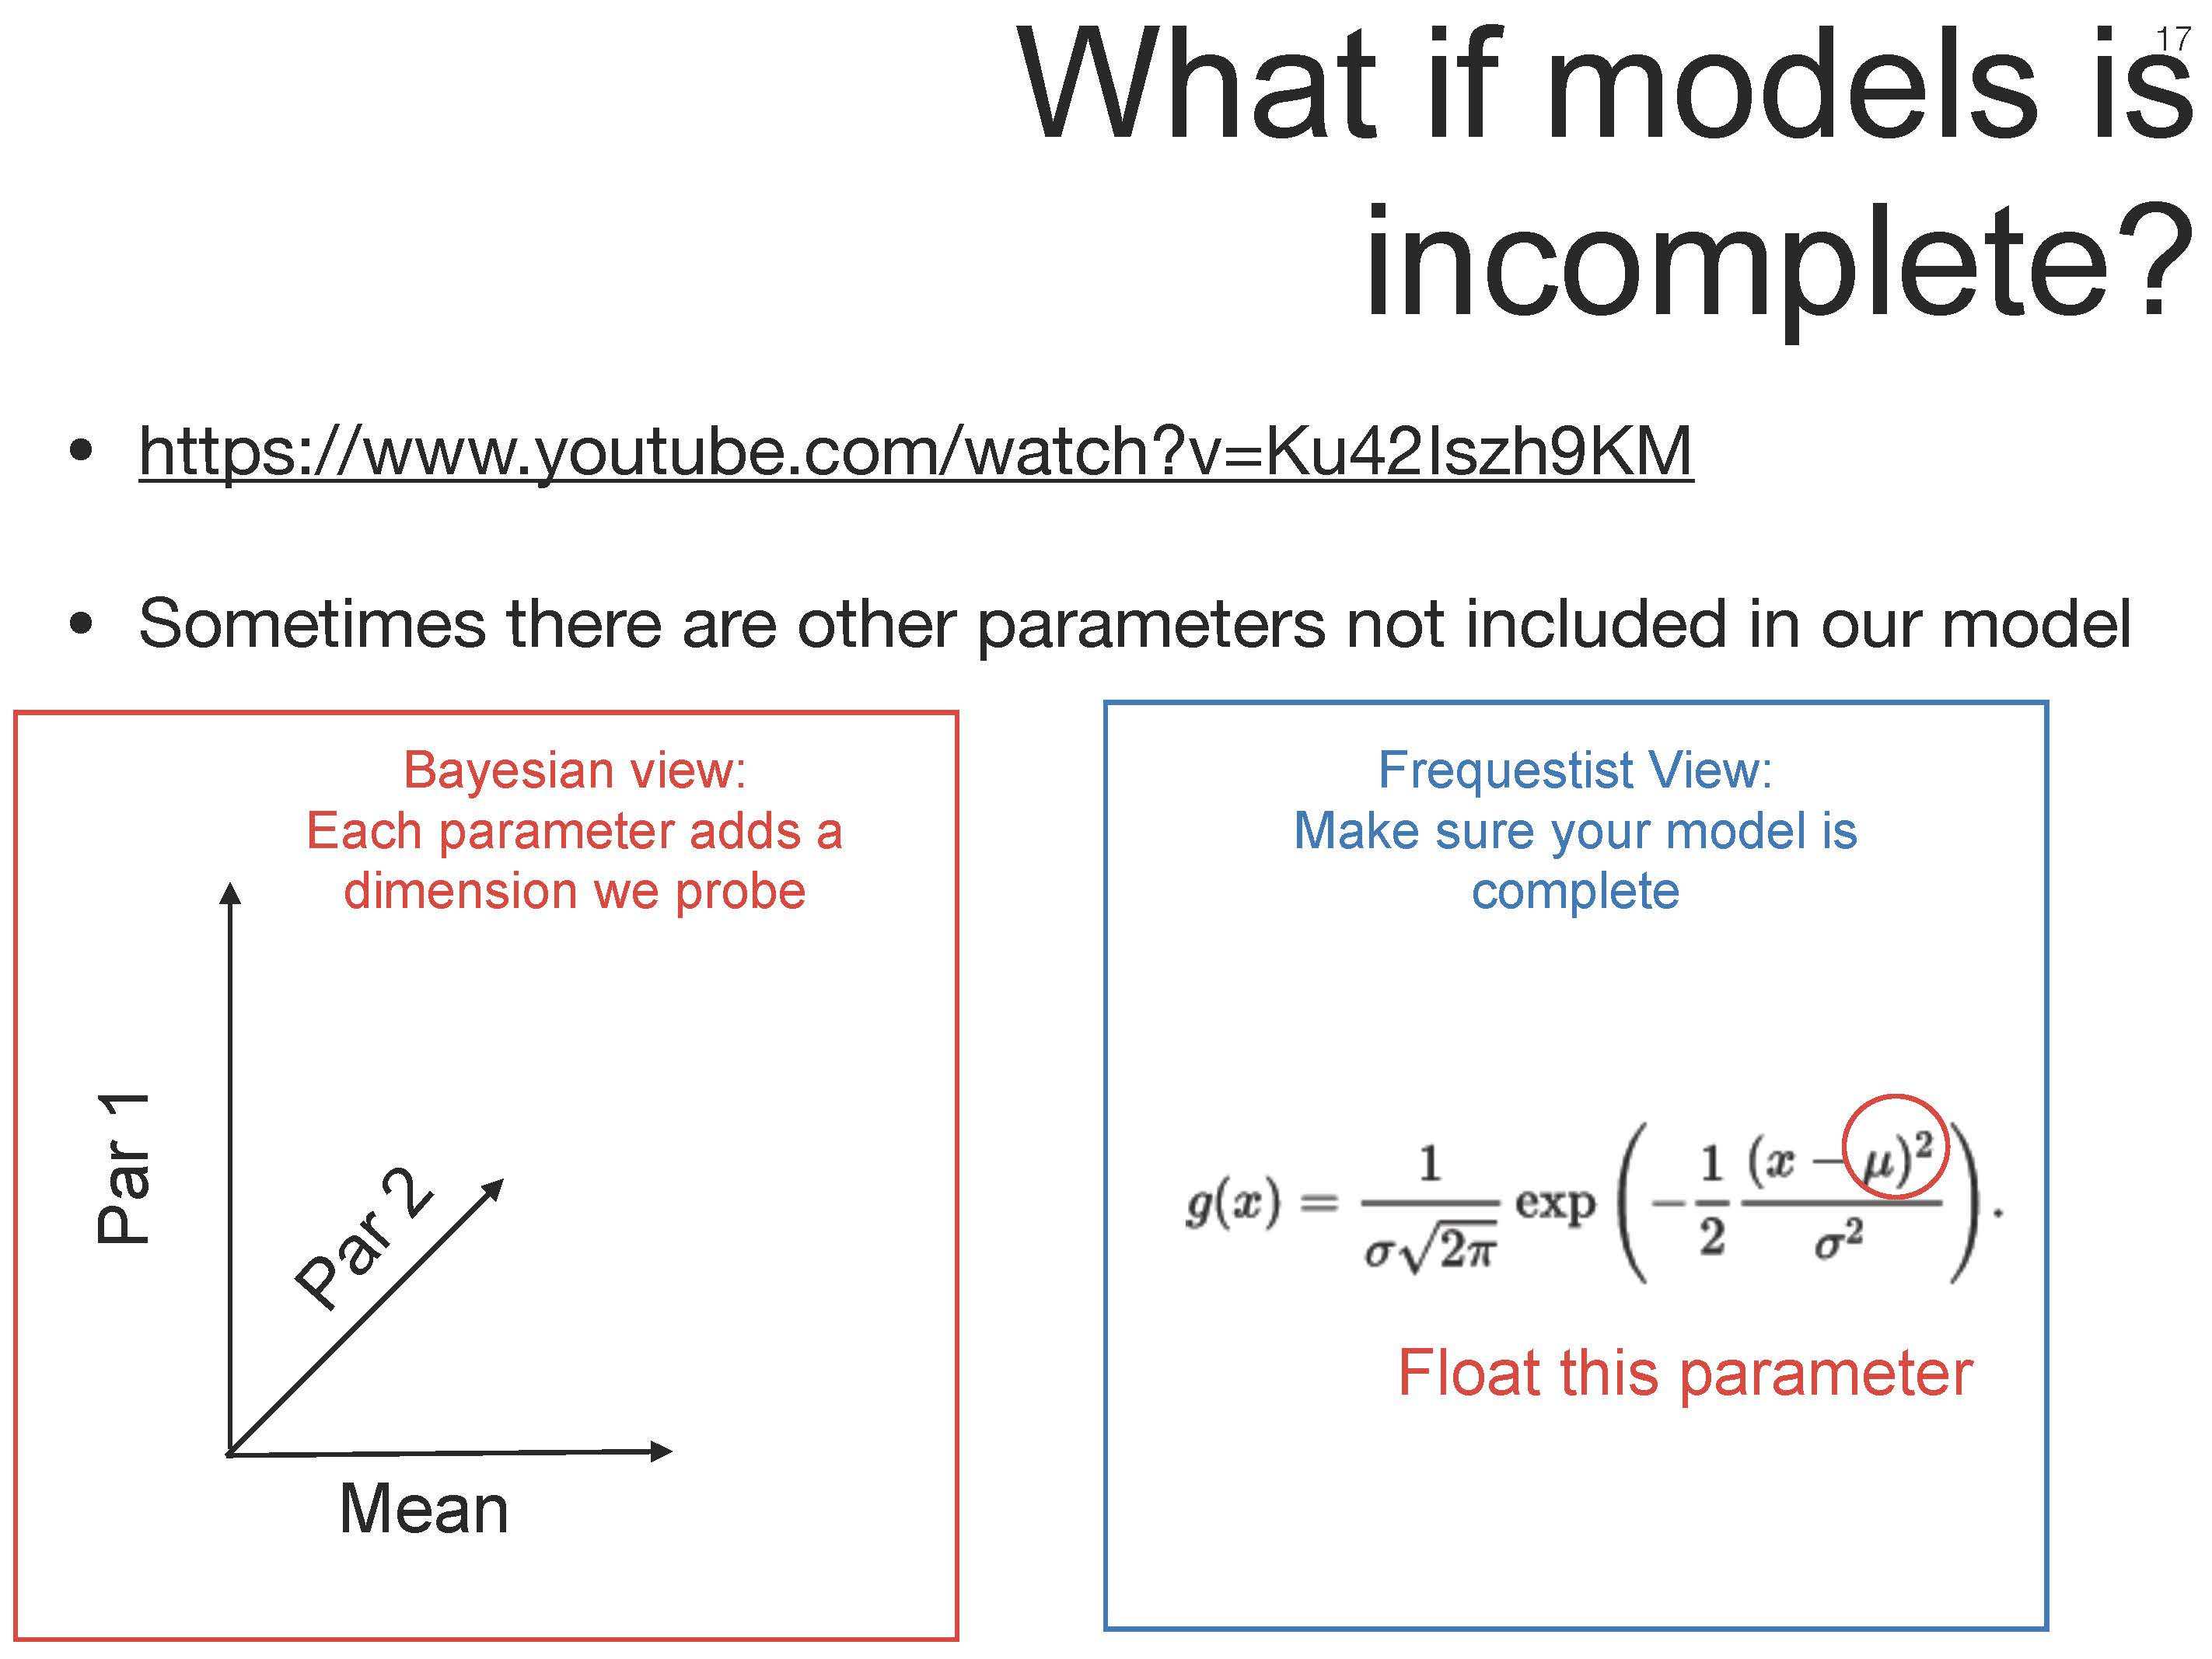 17
What if models is
incomplete?
• https://www.youtube.com/watch?v=Ku42Iszh9KM
• Sometimes there are other parameters not included in our model
Bayesian view:
Each parameter adds a
dimension we probe
Par 1
Par 2
Mean
Frequestist View:
Make sure your model is
complete
g(x) = \frac{1}{\sigma\sqrt{2\pi}} \exp\left(-\frac{1}{2}\frac{(x-\mu)^2}{\sigma^2}\right).
Float this parameter